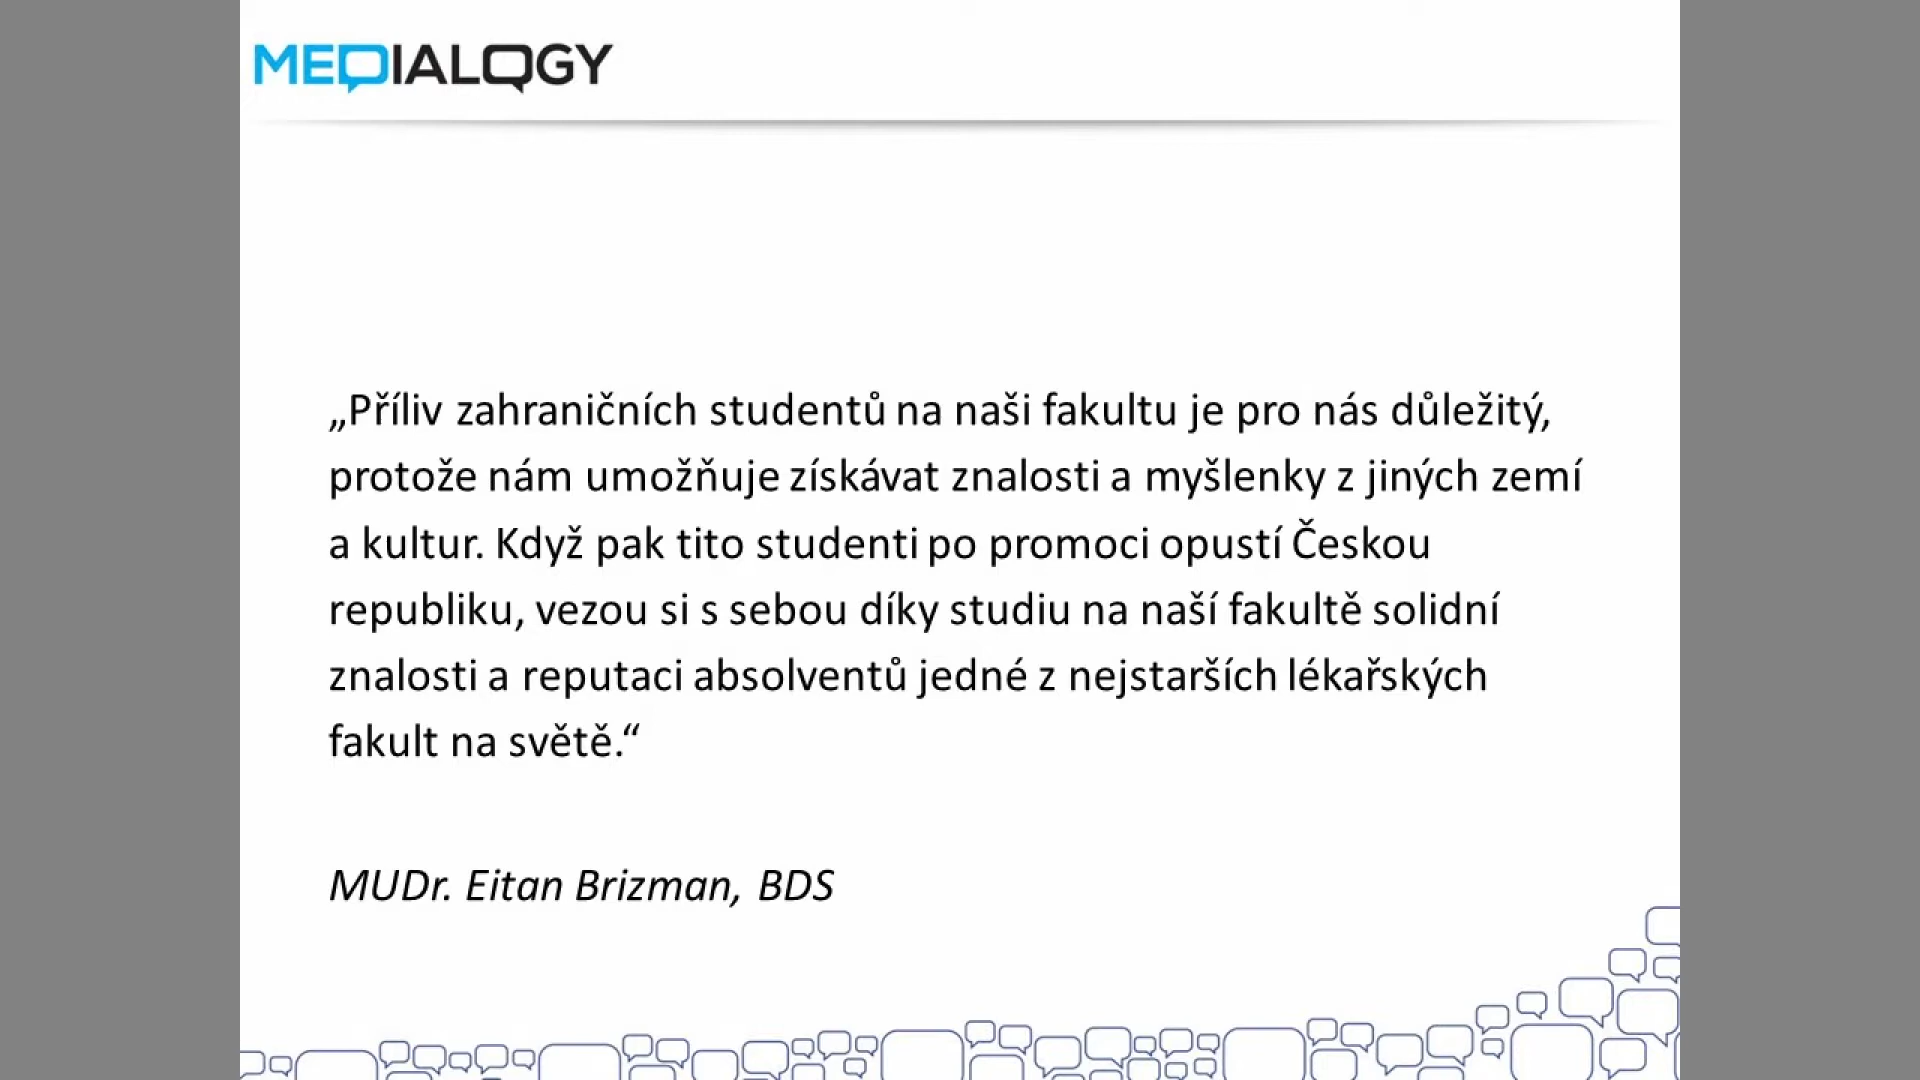 MEDIALOGY
„Příliv zahraničních studentů na naši fakultu je pro nás důležitý,
protože nám umožňuje získávat znalosti a myšlenky z jiných zemí
a kultur. Když pak tito studenti po promoci opustí Českou
republiku, vezou si s sebou díky studiu na naší fakultě solidní
znalosti a reputaci absolventů jedné z nejstarších lékařských
fakult na světě.“
MUDr. Eitan Brizman, BDS